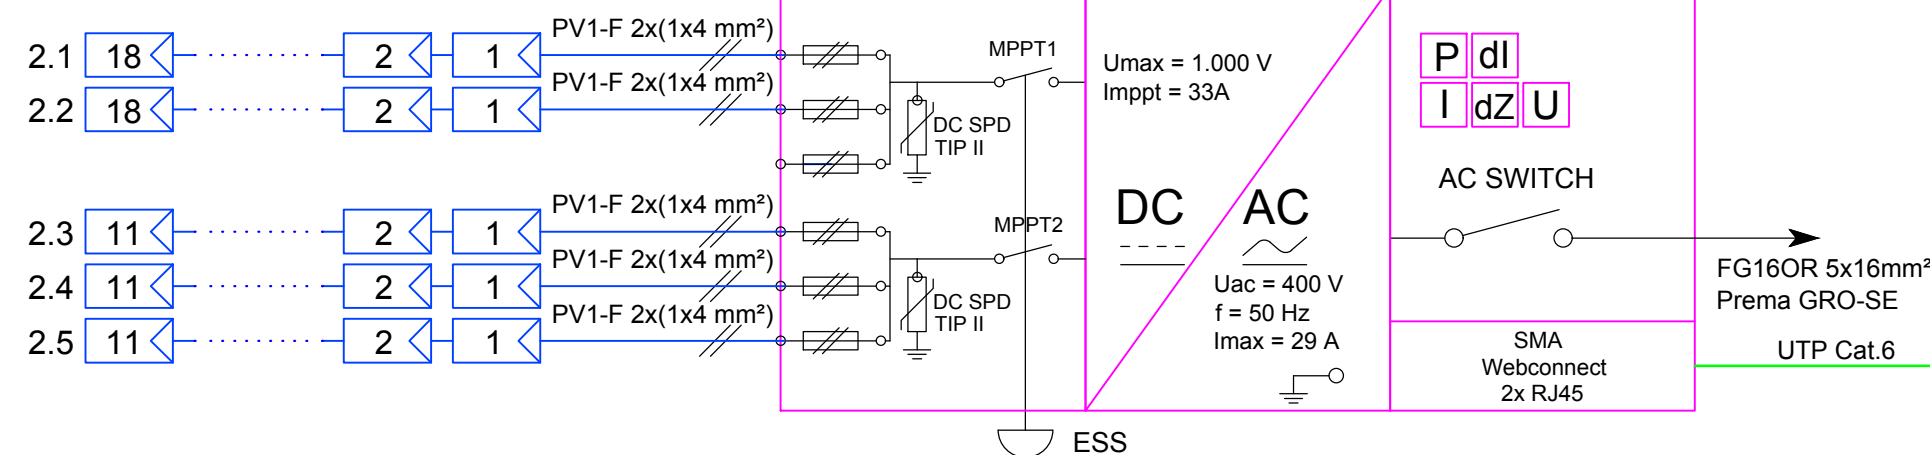 PV1-F 2x(1x4 mm²)
2.1 18 2 1
PV1-F 2x(1x4 mm²)
2.2 18 2 1
MPPT1
DC SPD
TIP II
Umax = 1.000 V
Imppt = 33A
P dI
I dZ U
AC SWITCH
PV1-F 2x(1x4 mm²)
2.3 11 2 1
PV1-F 2x(1x4 mm²)
2.4 11 2 1
PV1-F 2x(1x4 mm²)
2.5 11 2 1
MPPT2
DC SPD
TIP II
DC AC
Uac = 400 V
f = 50 Hz
Imax = 29 A
FG16OR 5x16mm²
Prema GRO-SE
SMA
Webconnect
2x RJ45
UTP Cat.6
ESS